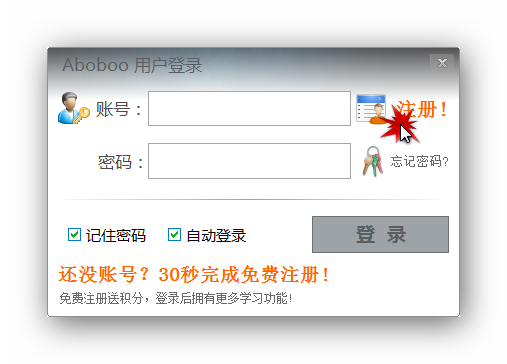 Aboboo 用户登录
账号： 注册！
密码： 忘记密码?
记住密码 自动登录 登 录
还没账号？30秒完成免费注册！
免费注册送积分，登录后拥有更多学习功能!